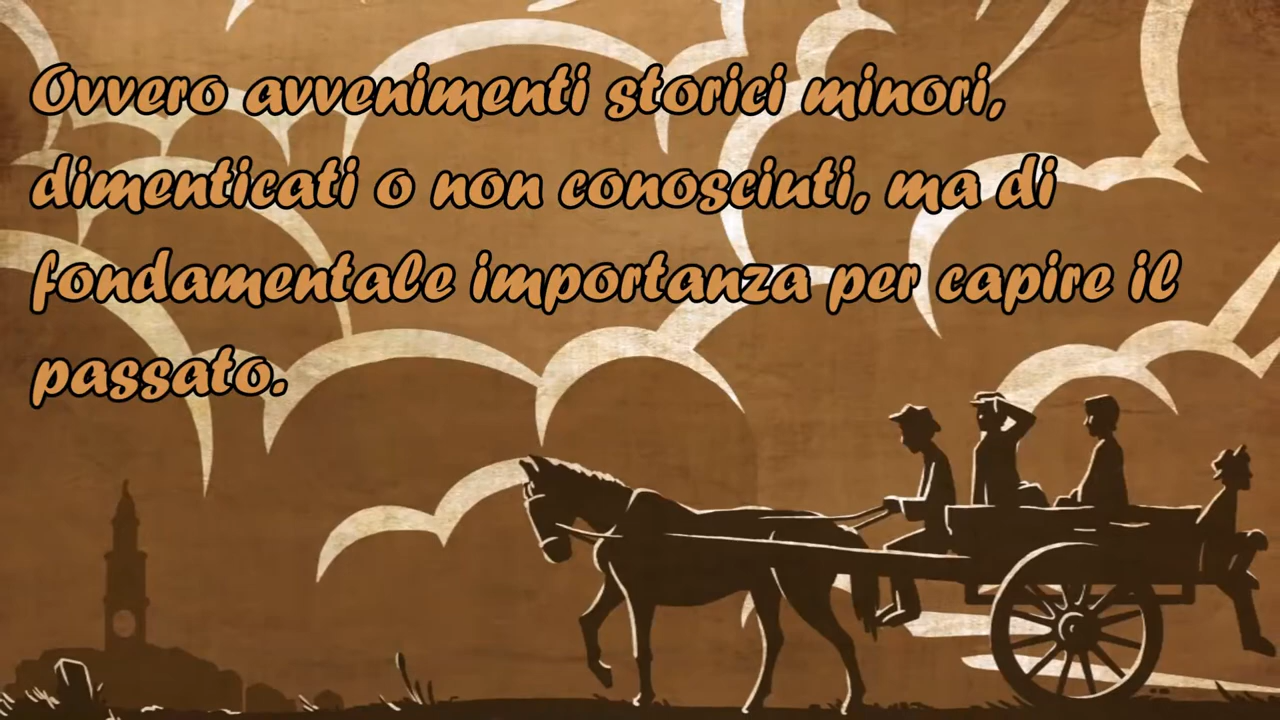 Ovvero avvenimenti storici minori,
dimenticati o non conosciuti, ma di
fondamentale importanza per capire il
passato.